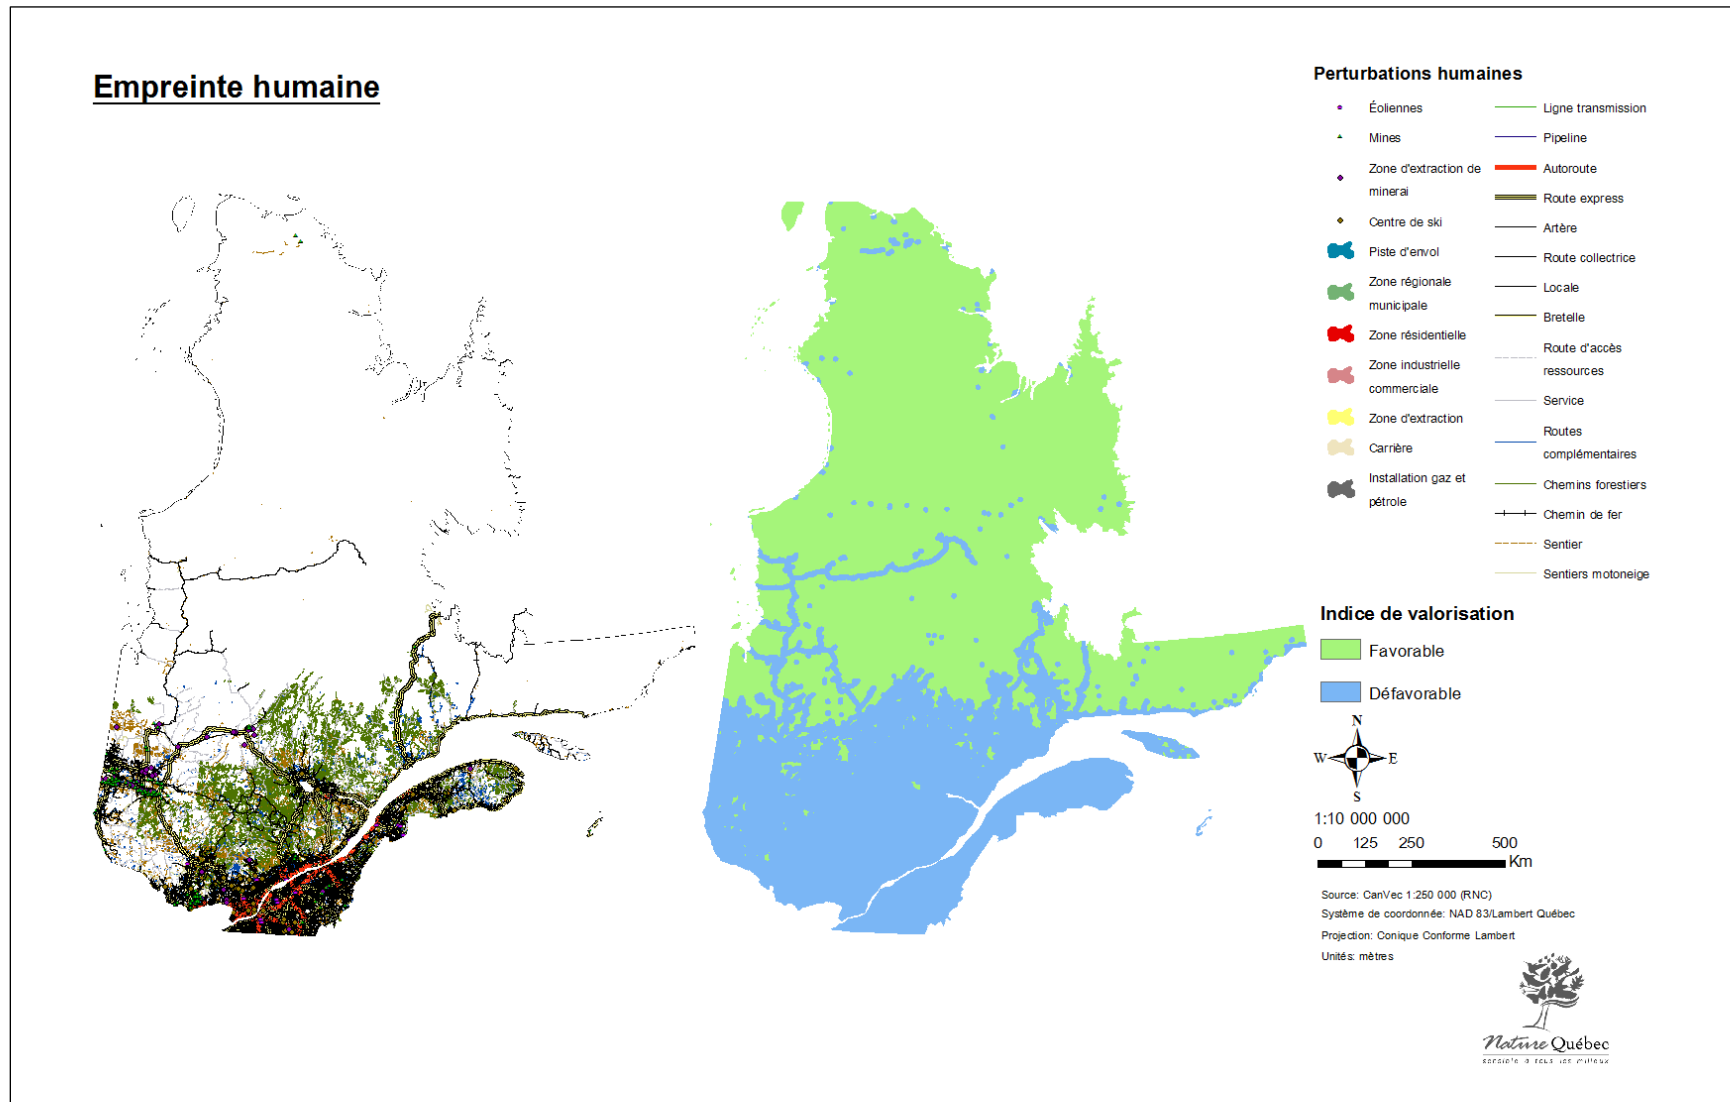 Empreinte humaine
Perturbations humaines
Éoliennes
Mines
Zone d'extraction de
minerai
Centre de ski
Piste d'envol
Zone régionale
municipale
Zone résidentielle
Zone industrielle
commerciale
Zone d'extraction
Carrière
Installation gaz et
pétrole
Ligne transmission
Pipeline
Autoroute
Route express
Artère
Route collectrice
Locale
Bretelle
Route d'accès
ressources
Service
Routes
complémentaires
Chemins forestiers
Chemin de fer
Sentier
Sentiers motoneige
Indice de valorisation
Favorable
Défavorable
N
W E
S
1:10 000 000
0 125 250 500
Km
Source: CanVec 1:250 000 (RNC)
Système de coordonnée: NAD 83/Lambert Québec
Projection: Conique Conforme Lambert
Unités: mètres
Nature Québec
sensible à tous les milieux